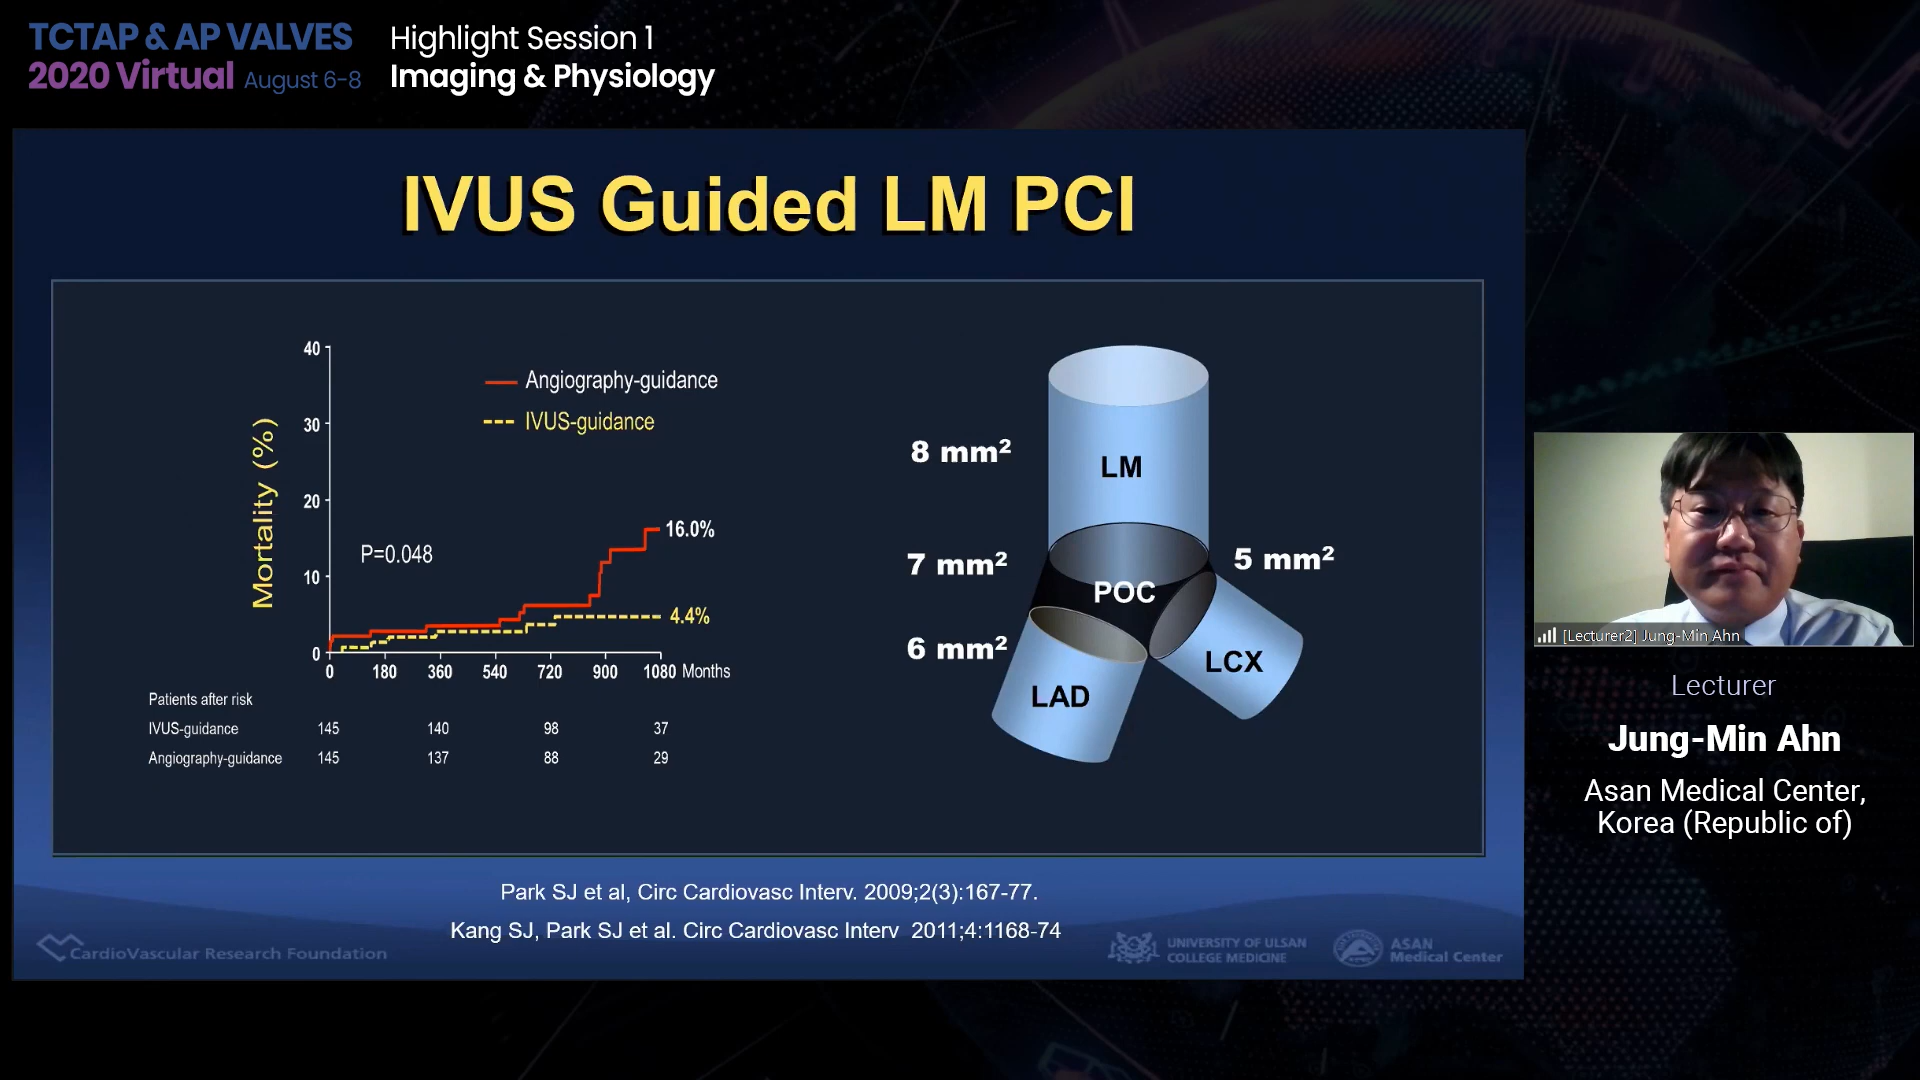 TCTAP & AP VALVES
2020 Virtual August 6-8
Highlight Session 1
Imaging & Physiology
IVUS Guided LM PCI
Mortality (%)
40
30
20
10
0
Angiography-guidance
IVUS-guidance
P=0.048
16.0%
4.4%
0 180 360 540 720 900 1080 Months
Patients after risk
IVUS-guidance 145 140 98 37
Angiography-guidance 145 137 88 29
8 mm²
LM
7 mm²
5 mm²
POC
6 mm²
LCX
LAD
Park SJ et al, Circ Cardiovasc Interv. 2009;2(3):167-77.
Kang SJ, Park SJ et al. Circ Cardiovasc Interv 2011;4:1168-74
CardioVascular Research Foundation
UNIVERSITY OF ULSAN
COLLEGE MEDICINE
ASAN
Medical Center
[Lecturer2] Jung-Min Ahn
Lecturer
Jung-Min Ahn
Asan Medical Center,
Korea (Republic of)